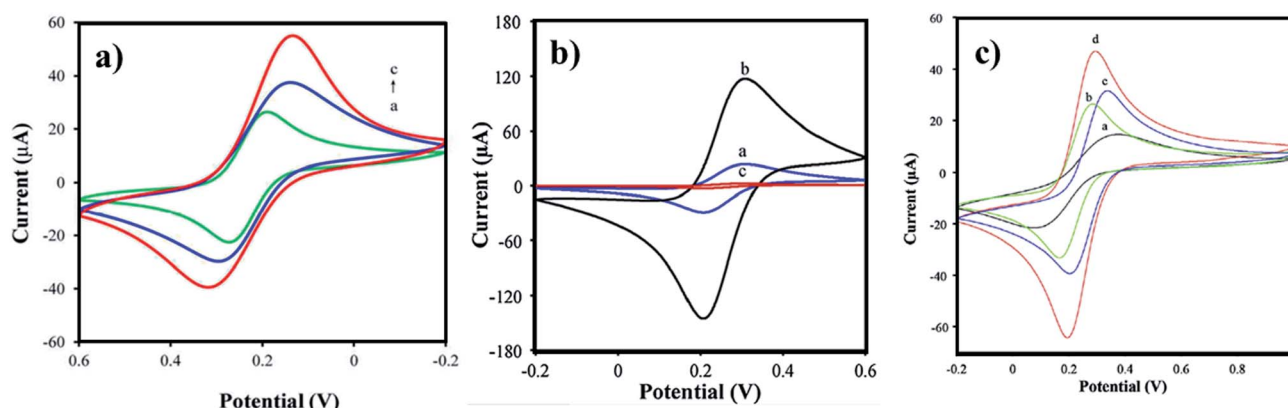 a)
60
40
20
0
-20
-40
-60
0.6 0.4 0.2 0 -0.2
Current (µA)
Potential (V)
c
a
b)
180
120
60
0
-60
-120
-180
-0.2 0 0.2 0.4 0.6
Current (µA)
Potential (V)
b
a
c
c)
60
40
20
0
-20
-40
-60
-0.2 0 0.2 0.4 0.6 0.8
Current (µA)
Potential (V)
d
c
b
a